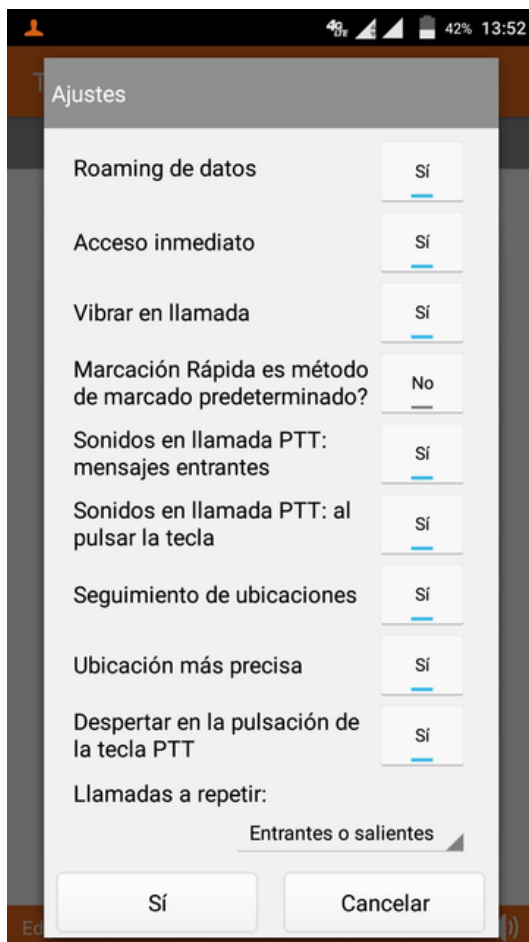 4G LTE 42% 13:52
T
Ajustes
Roaming de datos Sí
Acceso inmediato Sí
Vibrar en llamada Sí
Marcación Rápida es método
de marcado predeterminado? No
Sonidos en llamada PTT:
mensajes entrantes Sí
Sonidos en llamada PTT: al
pulsar la tecla Sí
Seguimiento de ubicaciones Sí
Ubicación más precisa Sí
Despertar en la pulsación de
la tecla PTT Sí
Llamadas a repetir:
Entrantes o salientes
Sí Cancelar
Ed